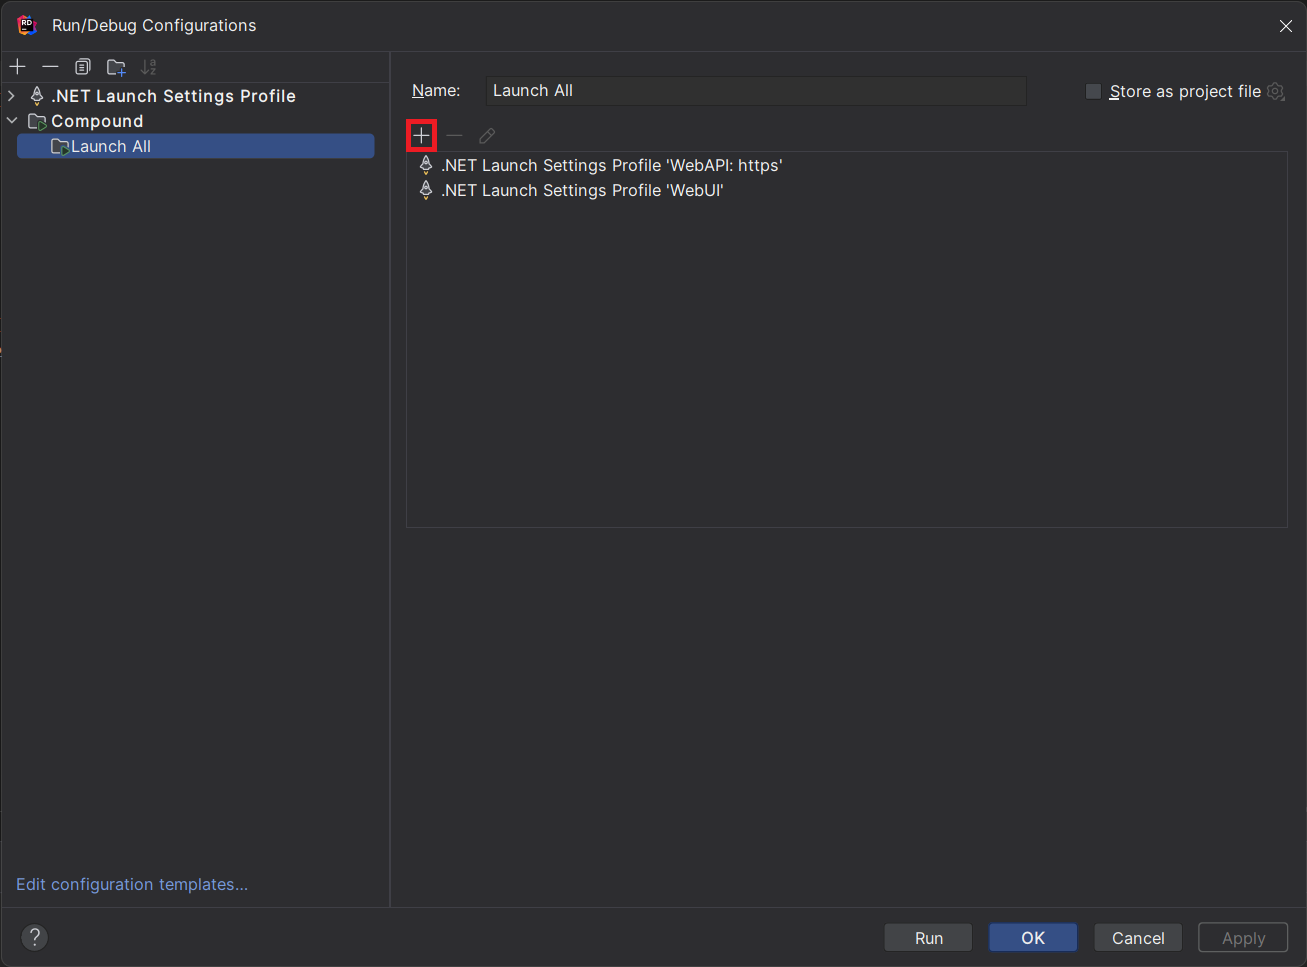 Run/Debug Configurations
.NET Launch Settings Profile
Compound
Launch All
Name:
Launch All
Store as project file
.NET Launch Settings Profile 'WebAPI: https'
.NET Launch Settings Profile 'WebUI'
Edit configuration templates...
?
Run
OK
Cancel
Apply